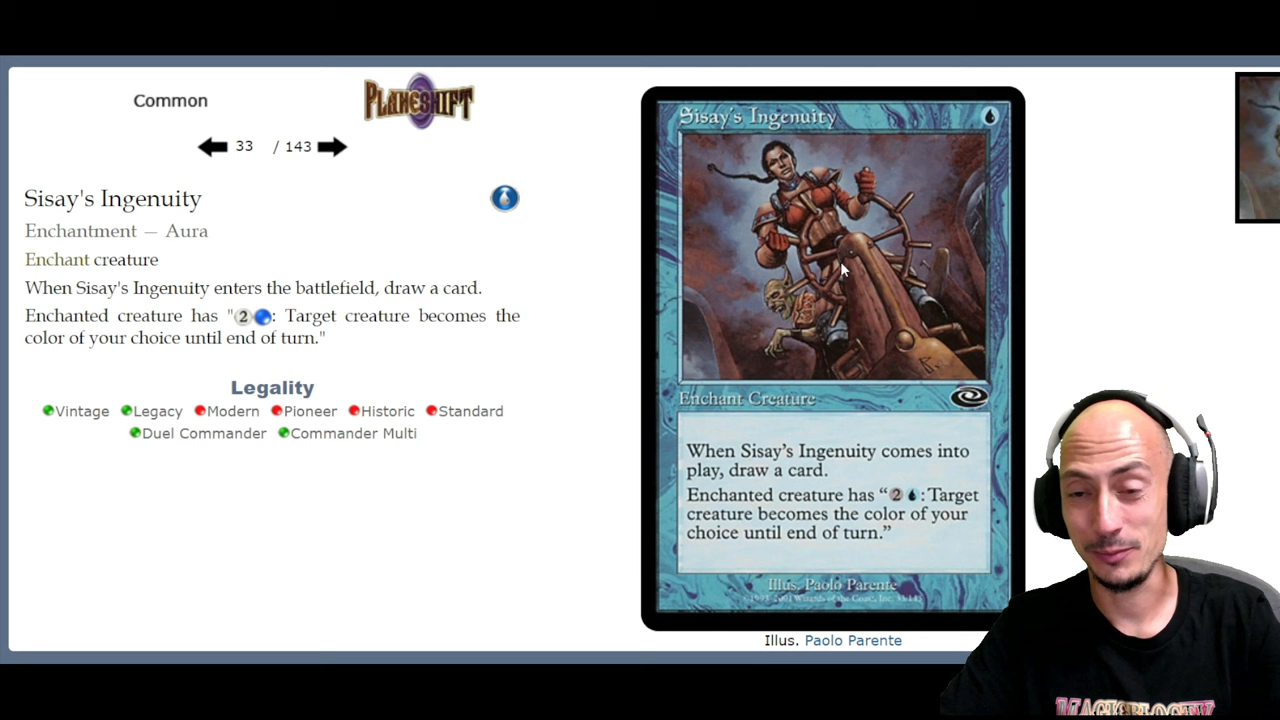 Common
PLANESHIFT
33 / 143
Sisay's Ingenuity
Enchantment — Aura
Enchant creature
When Sisay's Ingenuity enters the battlefield, draw a card.
Enchanted creature has "2 : Target creature becomes the
color of your choice until end of turn."
Legality
Vintage Legacy Modern Pioneer Historic Standard
Duel Commander Commander Multi
Sisay's Ingenuity
Enchant Creature
When Sisay's Ingenuity comes into
play, draw a card.
Enchanted creature has “2 : Target
creature becomes the color of your
choice until end of turn.”
Illus. Paolo Parente
Illus. Paolo Parente